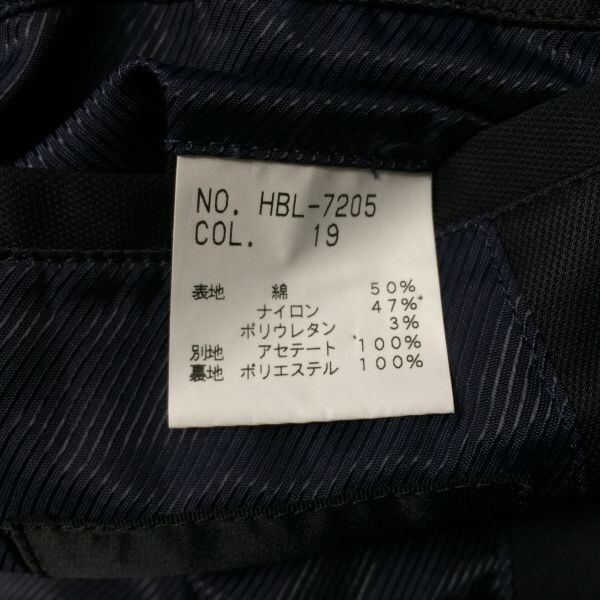 NO. HBL-7205
COL. 19
表地 綿 50%
ナイロン 47%
ポリウレタン 3%
別地 アセテート 100%
裏地 ポリエステル 100%